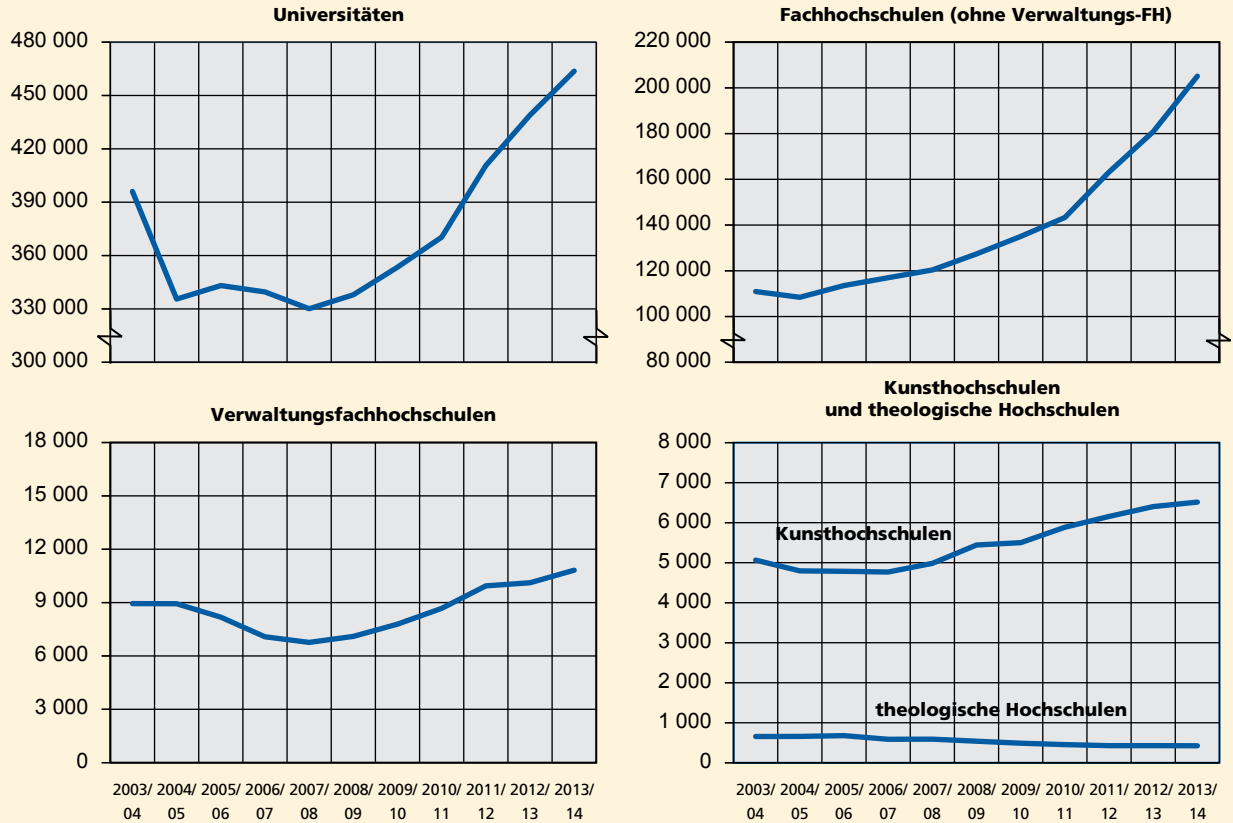 Universitäten
480 000
450 000
420 000
390 000
360 000
330 000
300 000
Fachhochschulen (ohne Verwaltungs-FH)
220 000
200 000
180 000
160 000
140 000
120 000
100 000
80 000
Verwaltungsfachhochschulen
18 000
15 000
12 000
9 000
6 000
3 000
0
2003/ 2004/ 2005/ 2006/ 2007/ 2008/ 2009/ 2010/ 2011/ 2012/ 2013/
04 05 06 07 08 09 10 11 12 13 14
Kunsthochschulen
und theologische Hochschulen
8 000
7 000
6 000
Kunsthochschulen
5 000
4 000
3 000
2 000
theologische Hochschulen
1 000
0
2003/ 2004/ 2005/ 2006/ 2007/ 2008/ 2009/ 2010/ 2011/ 2012/ 2013/
04 05 06 07 08 09 10 11 12 13 14